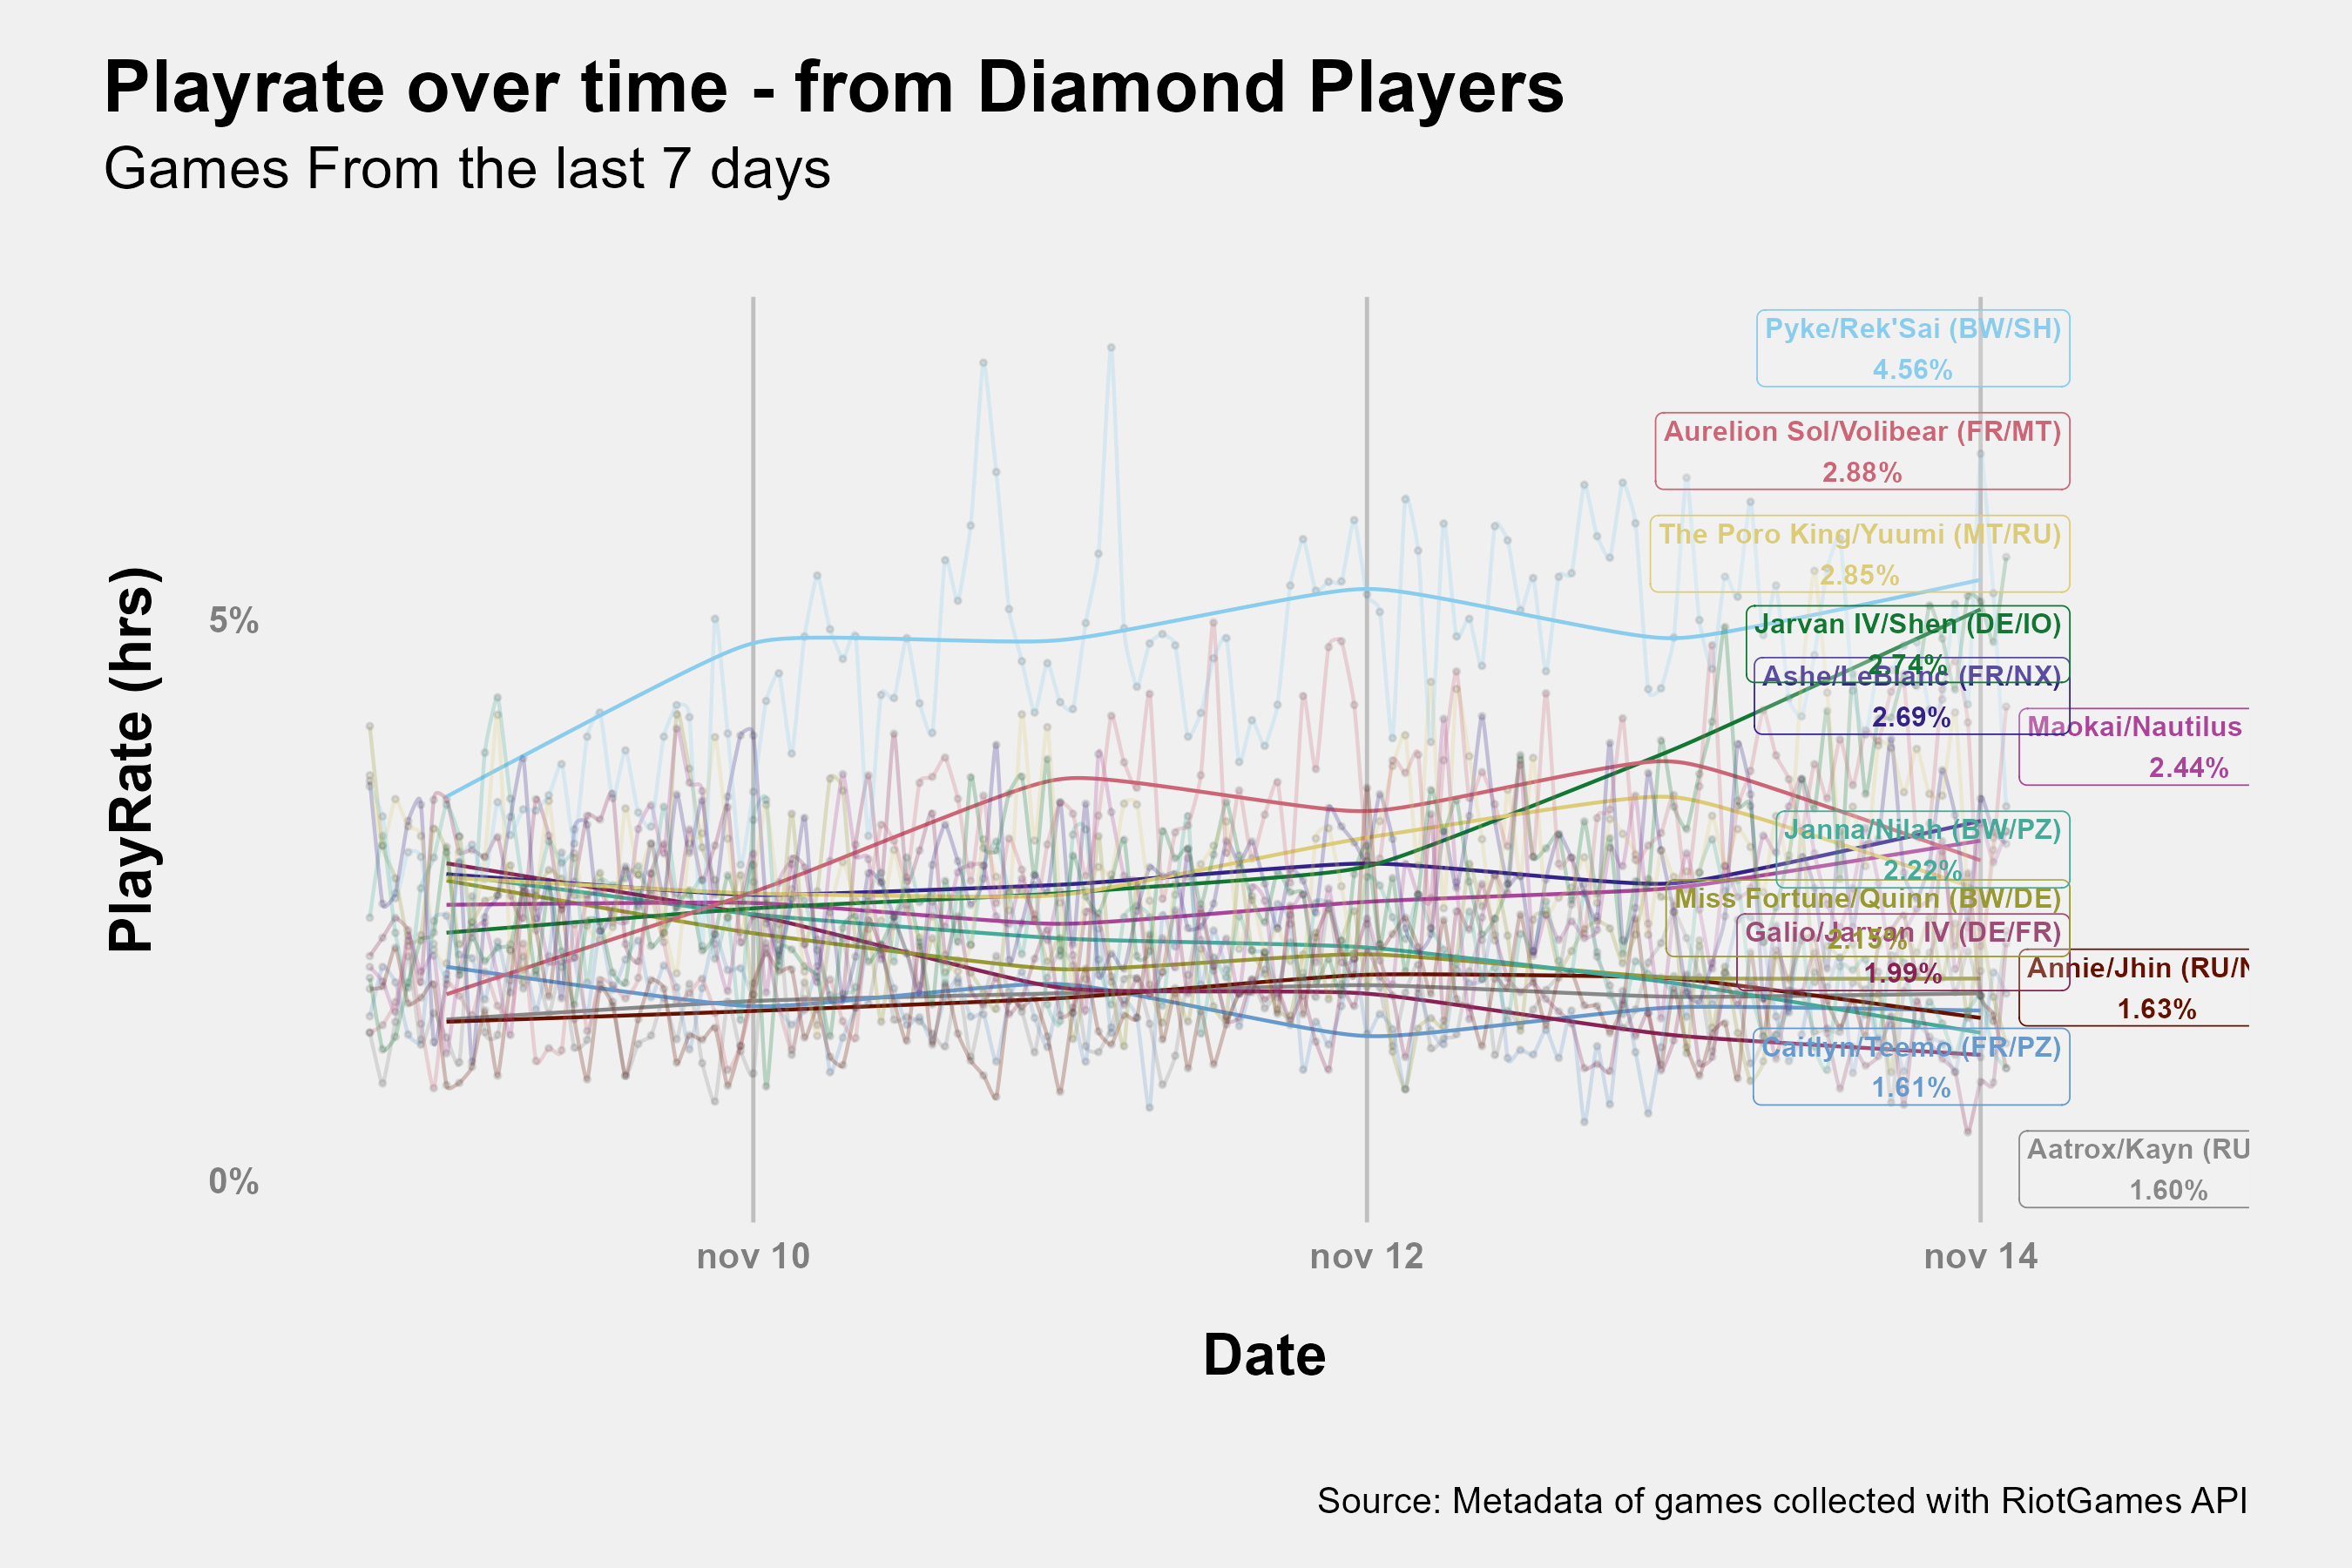 Playrate over time - from Diamond Players
Games From the last 7 days
PlayRate (hrs)
5%
0%
Pyke/Rek'Sai (BW/SH)
4.56%
Aurelion Sol/Volibear (FR/MT)
2.88%
The Poro King/Yuumi (MT/RU)
2.85%
Jarvan IV/Shen (DE/IO)
2.74%
Ashe/LeBlanc (FR/NX)
2.69%
Maokai/Nautilus
2.44%
Janna/Nilah (BW/PZ)
2.22%
Miss Fortune/Quinn (BW/DE)
2.15%
Galio/Jarvan IV (DE/FR)
1.99%
Annie/Jhin (RU/N
1.63%
Caitlyn/Teemo (FR/PZ)
1.61%
Aatrox/Kayn (RU
1.60%
nov 10
nov 12
nov 14
Date
Source: Metadata of games collected with RiotGames API